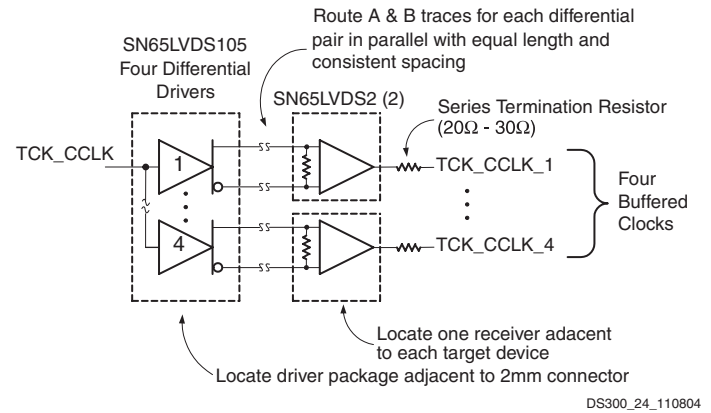 Route A & B traces for each differential
pair in parallel with equal length and
consistent spacing
SN65LVDS105
Four Differential
Drivers
SN65LVDS2 (2)
Series Termination Resistor
(20Ω - 30Ω)
TCK_CCLK
1
TCK_CCLK_1
Four
Buffered
Clocks
4
TCK_CCLK_4
Locate one receiver adacent
to each target device
Locate driver package adjacent to 2mm connector
DS300_24_110804